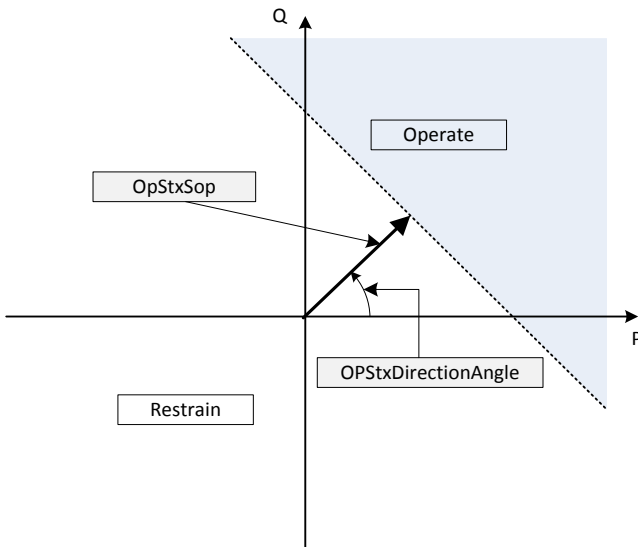 Q
Operate
OpStxSop
P
OPStxDirectionAngle
Restrain